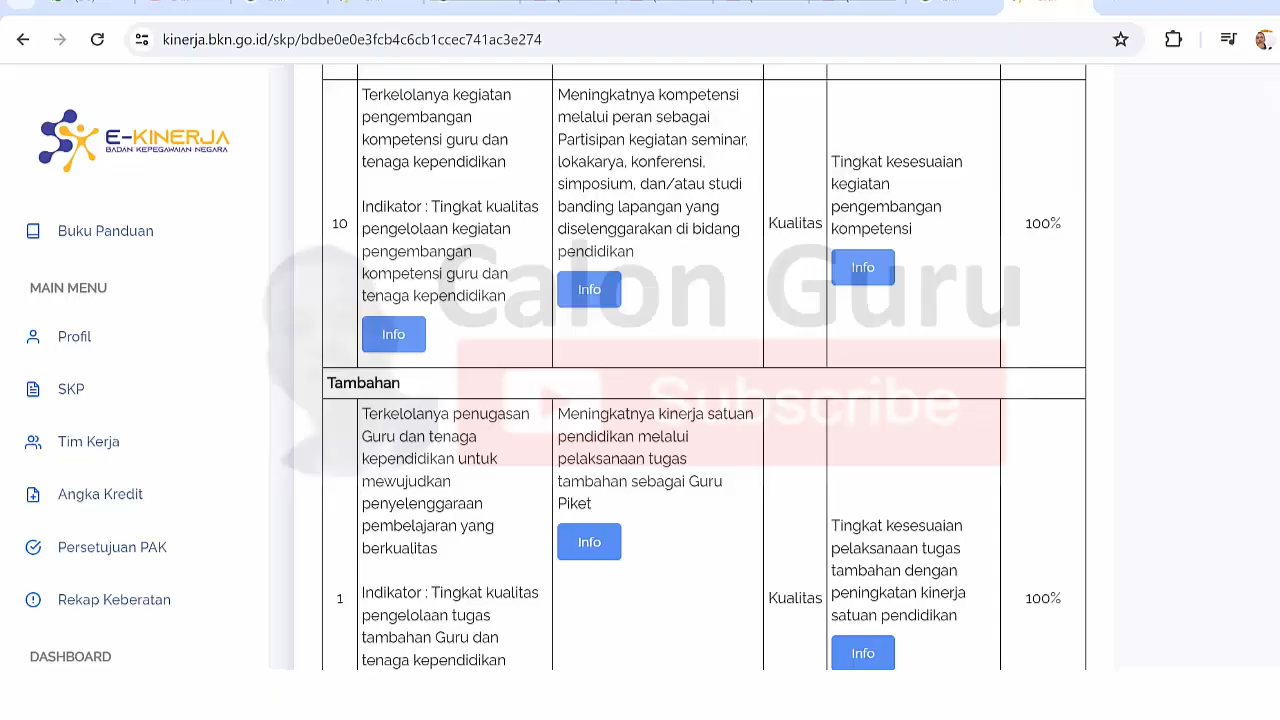 kinerja.bkn.go.id/skp/bdbe0e0e3fcb4c6cb1ccec741ac3e274
E-KINERJA
BADAN KEPEGAWAIAN NEGARA
Buku Panduan
MAIN MENU
Profil
SKP
Tim Kerja
Angka Kredit
Persetujuan PAK
Rekap Keberatan
DASHBOARD
10
Terkelolanya kegiatan
pengembangan
kompetensi guru dan
tenaga kependidikan
Indikator : Tingkat kualitas
pengelolaan kegiatan
pengembangan
kompetensi guru dan
tenaga kependidikan
Info
Meningkatnya kompetensi
melalui peran sebagai
Partisipan kegiatan seminar,
lokakarya, konferensi,
simposium, dan/atau studi
banding lapangan yang
diselenggarakan di bidang
pendidikan
Info
Kualitas
Tingkat kesesuaian
kegiatan
pengembangan
kompetensi
Info
100%
Tambahan
1
Terkelolanya penugasan
Guru dan tenaga
kependidikan untuk
mewujudkan
penyelenggaraan
pembelajaran yang
berkualitas
Indikator : Tingkat kualitas
pengelolaan tugas
tambahan Guru dan
tenaga kependidikan
Meningkatnya kinerja satuan
pendidikan melalui
pelaksanaan tugas
tambahan sebagai Guru
Piket
Info
Kualitas
Tingkat kesesuaian
pelaksanaan tugas
tambahan dengan
peningkatan kinerja
satuan pendidikan
Info
100%
Calon Guru
Subscribe